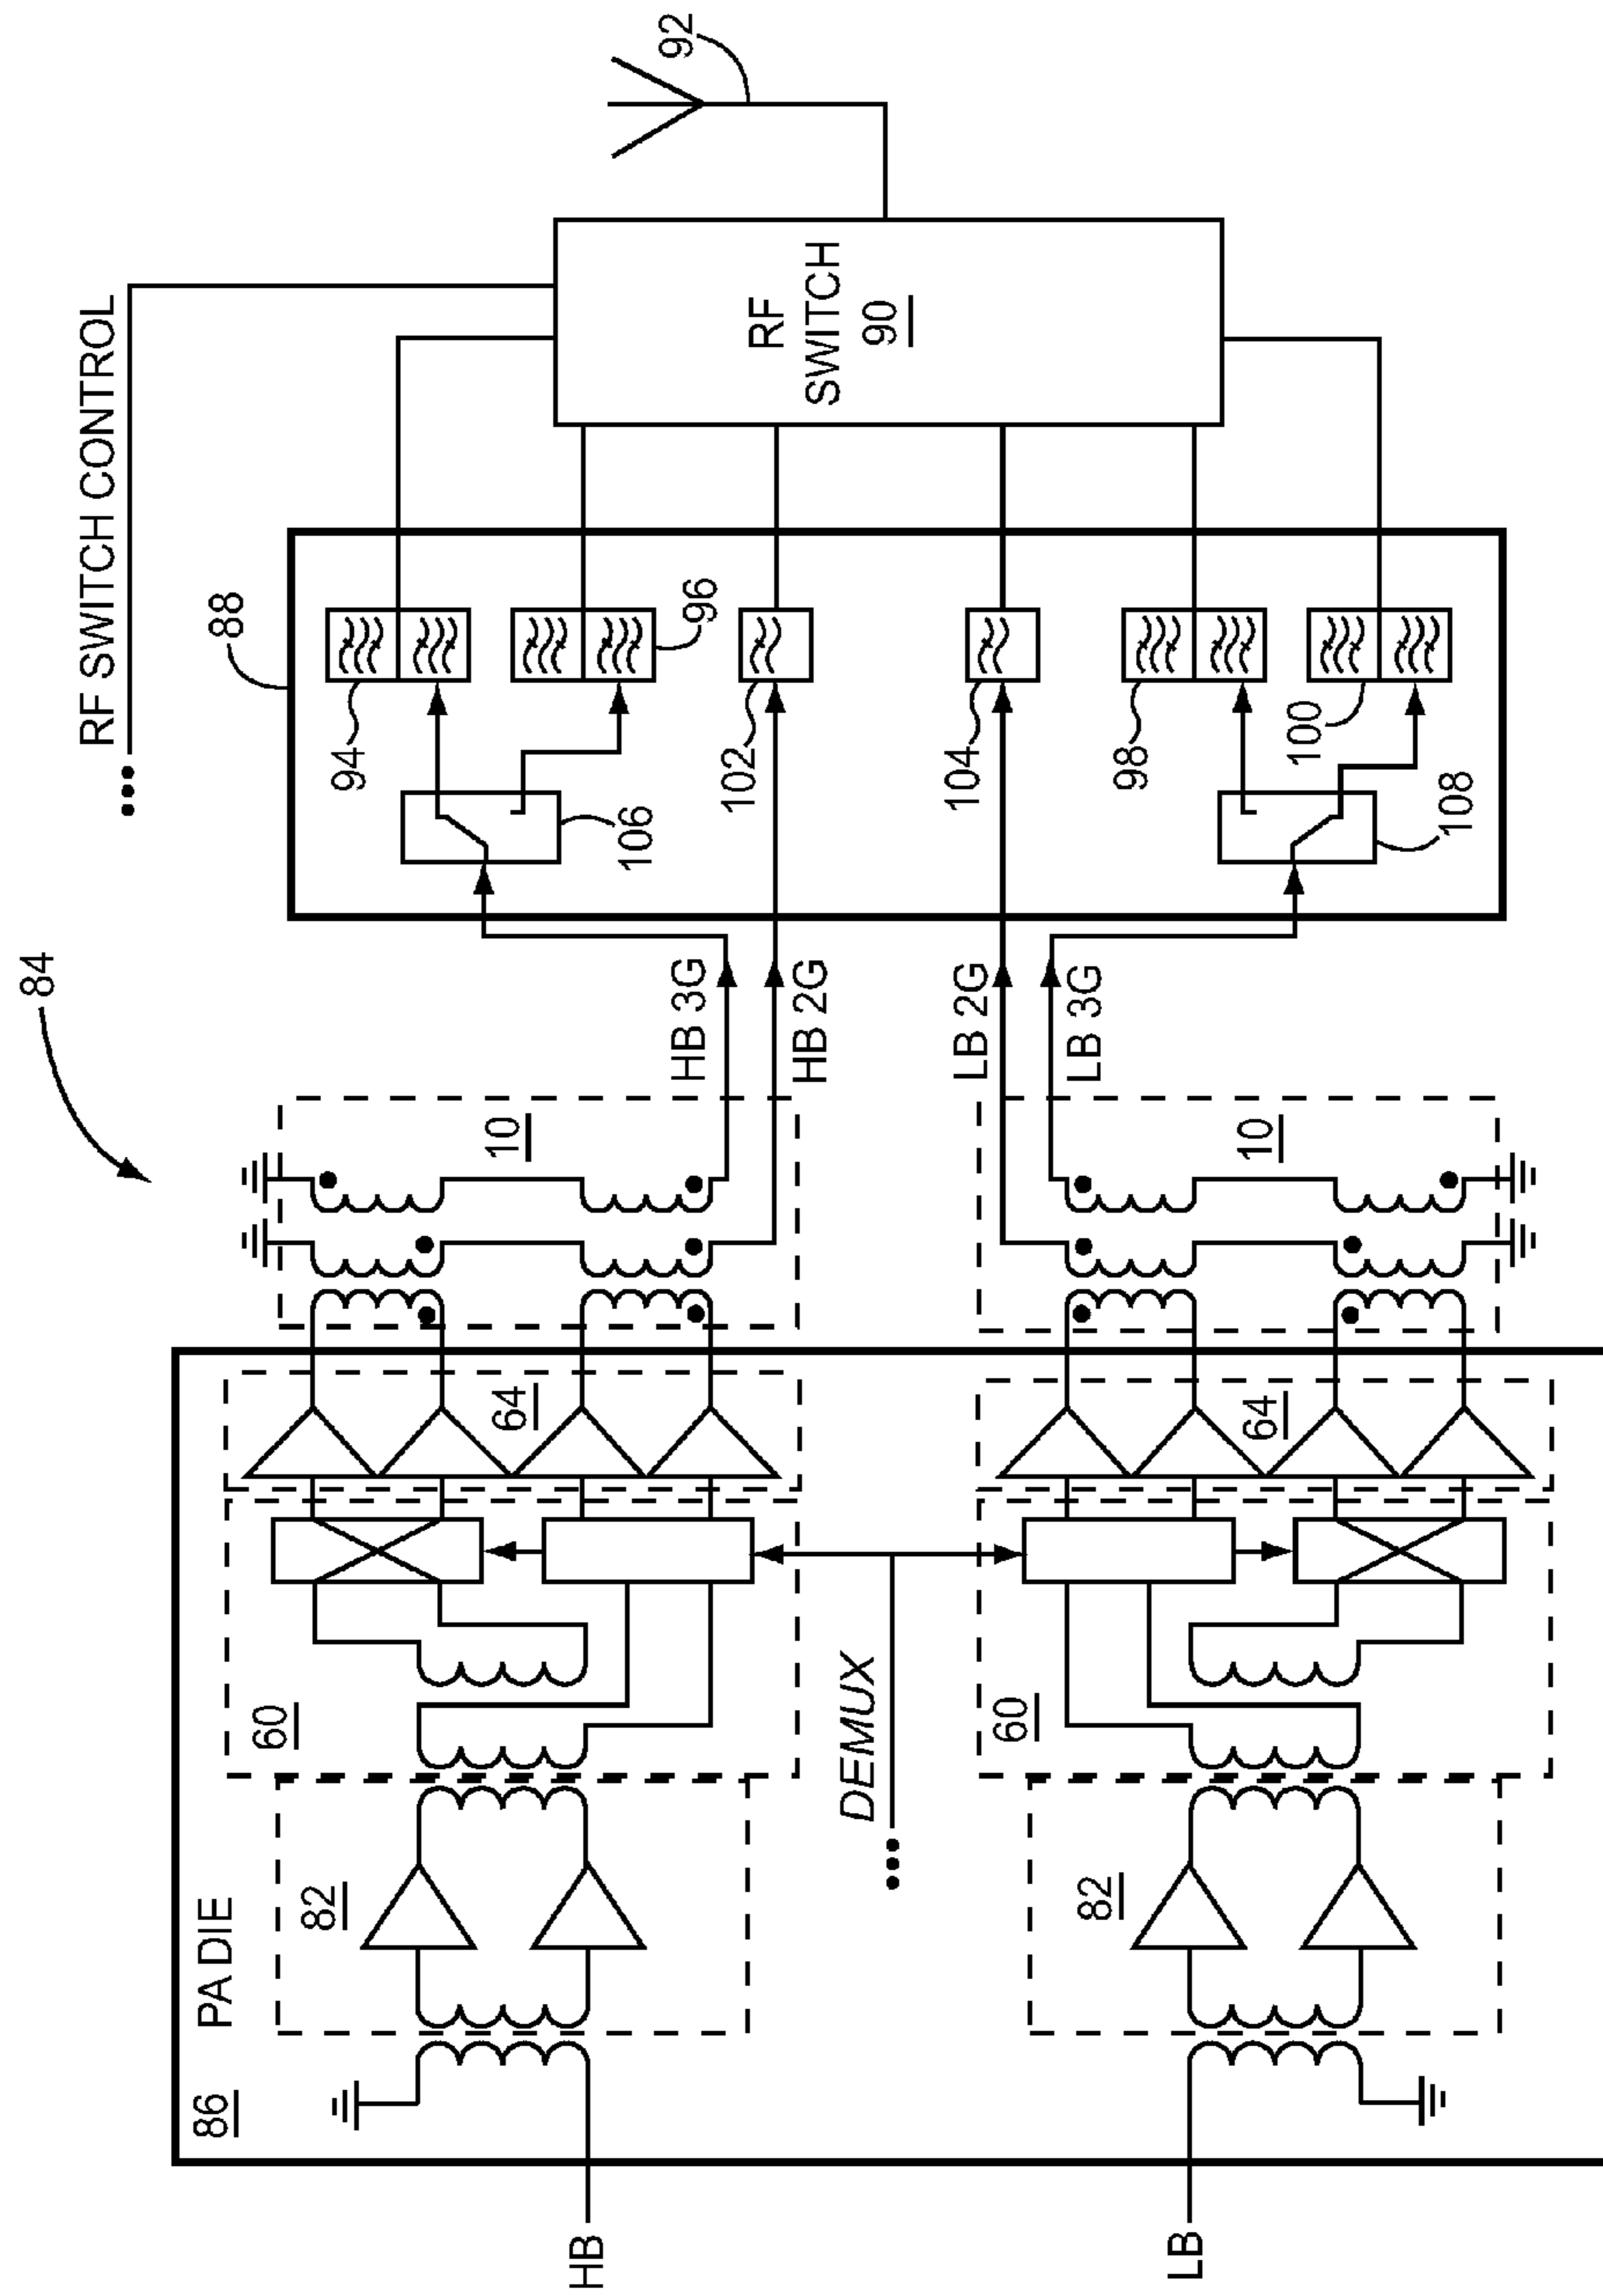 84
RF SWITCH CONTROL
88
92
94
96
102
104
98
100
106
108
RF
SWITCH
90
HB 3G
HB 2G
LB 2G
LB 3G
10
10
64
64
60
60
DEMUX
82
82
PA DIE
86
HB
LB